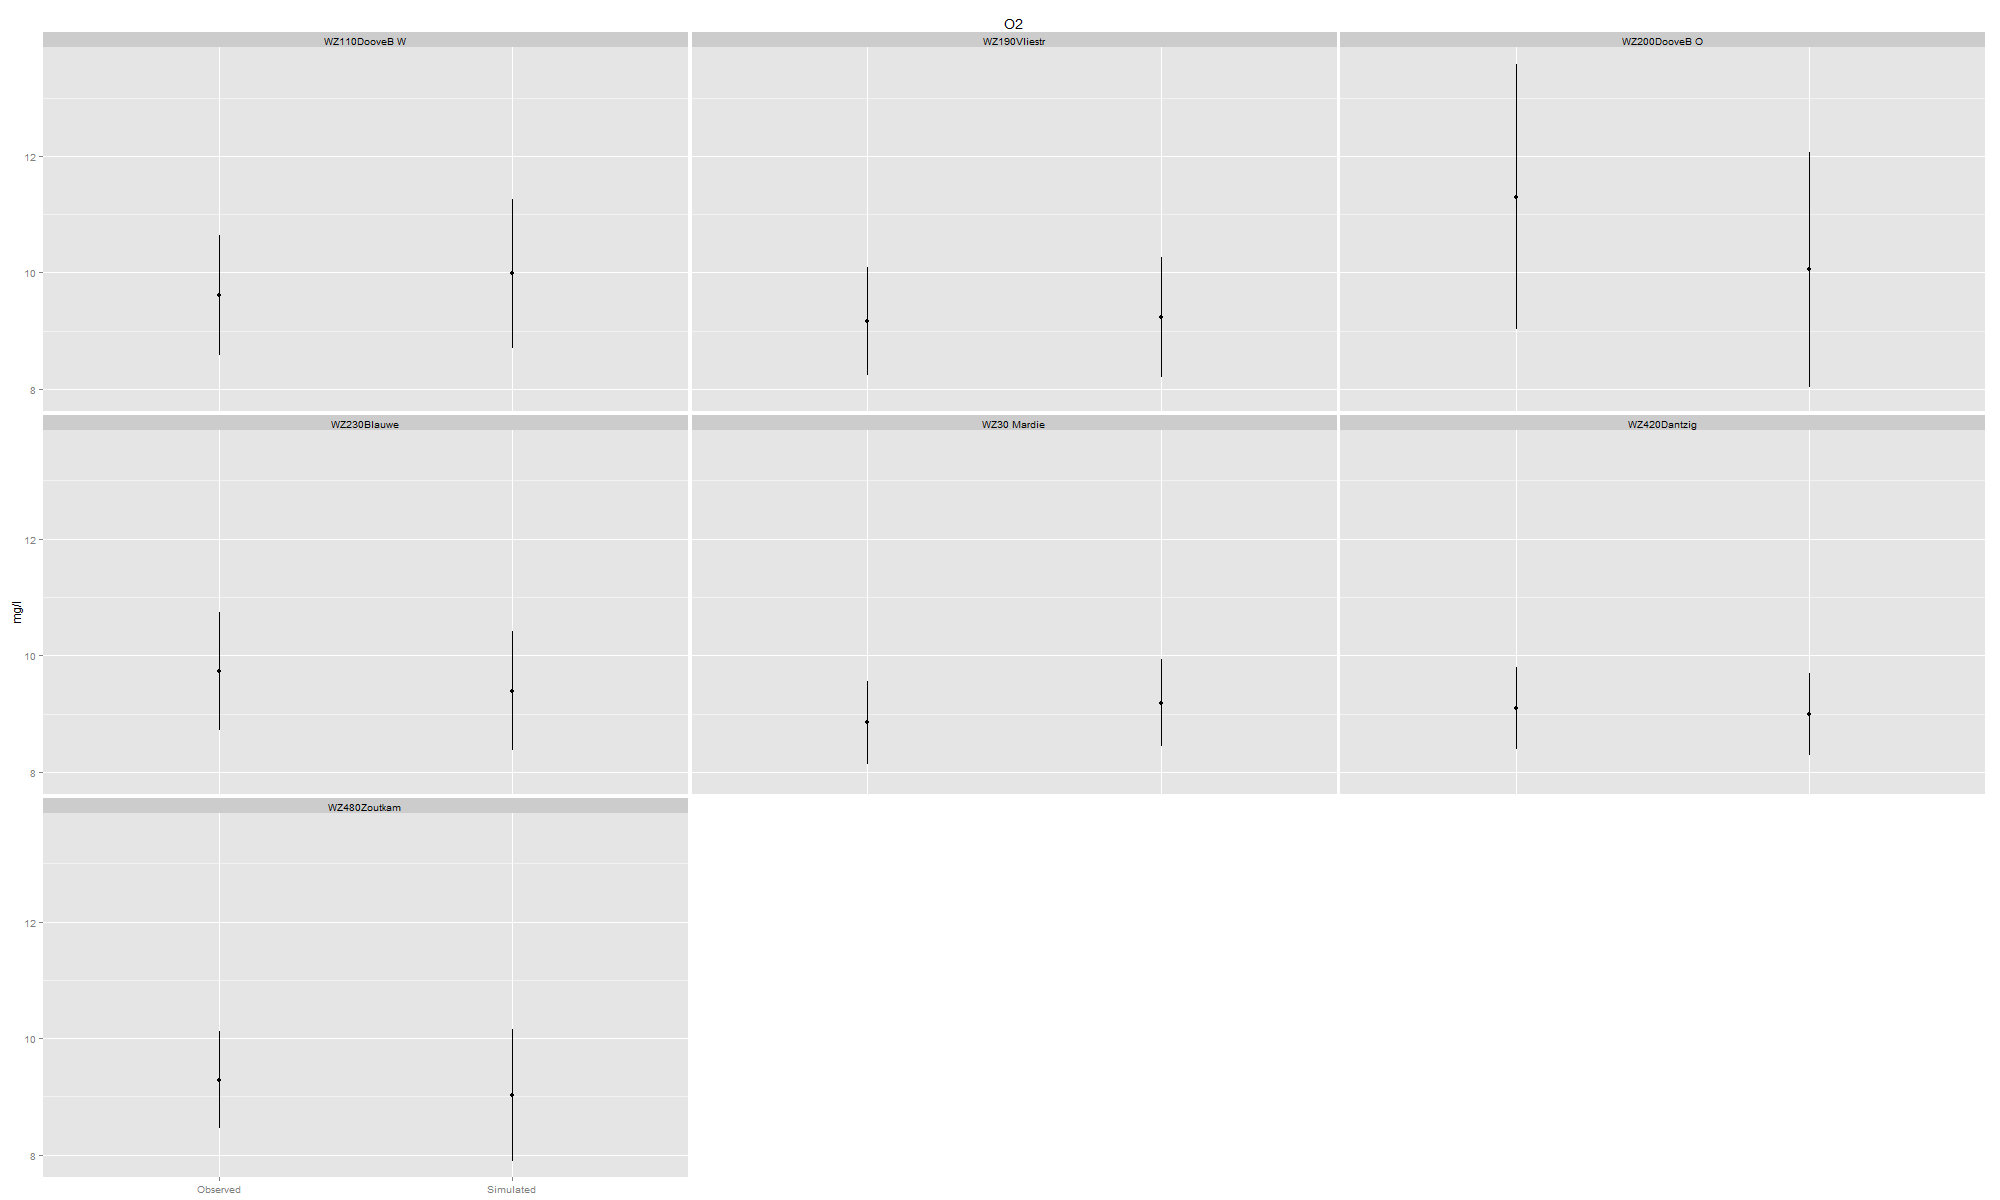 O2
WZ110DooveB W
WZ190Vliestr
WZ200DooveB O
12
10
8
WZ230Blauwe
WZ30 Mardie
WZ420Dantzig
12
10
8
mg/l
WZ480Zoutkam
12
10
8
Observed
Simulated